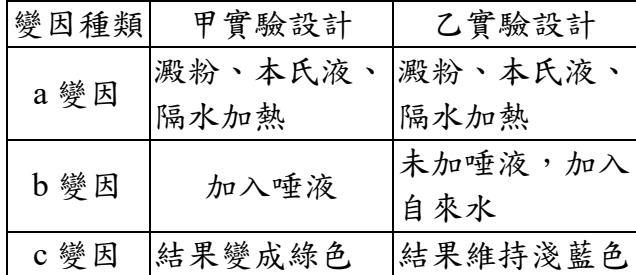 變因種類 甲實驗設計 乙實驗設計
a 變因 澱粉、本氏液、隔水加熱 澱粉、本氏液、隔水加熱
b 變因 加入唾液 未加唾液，加入自來水
c 變因 結果變成綠色 結果維持淺藍色